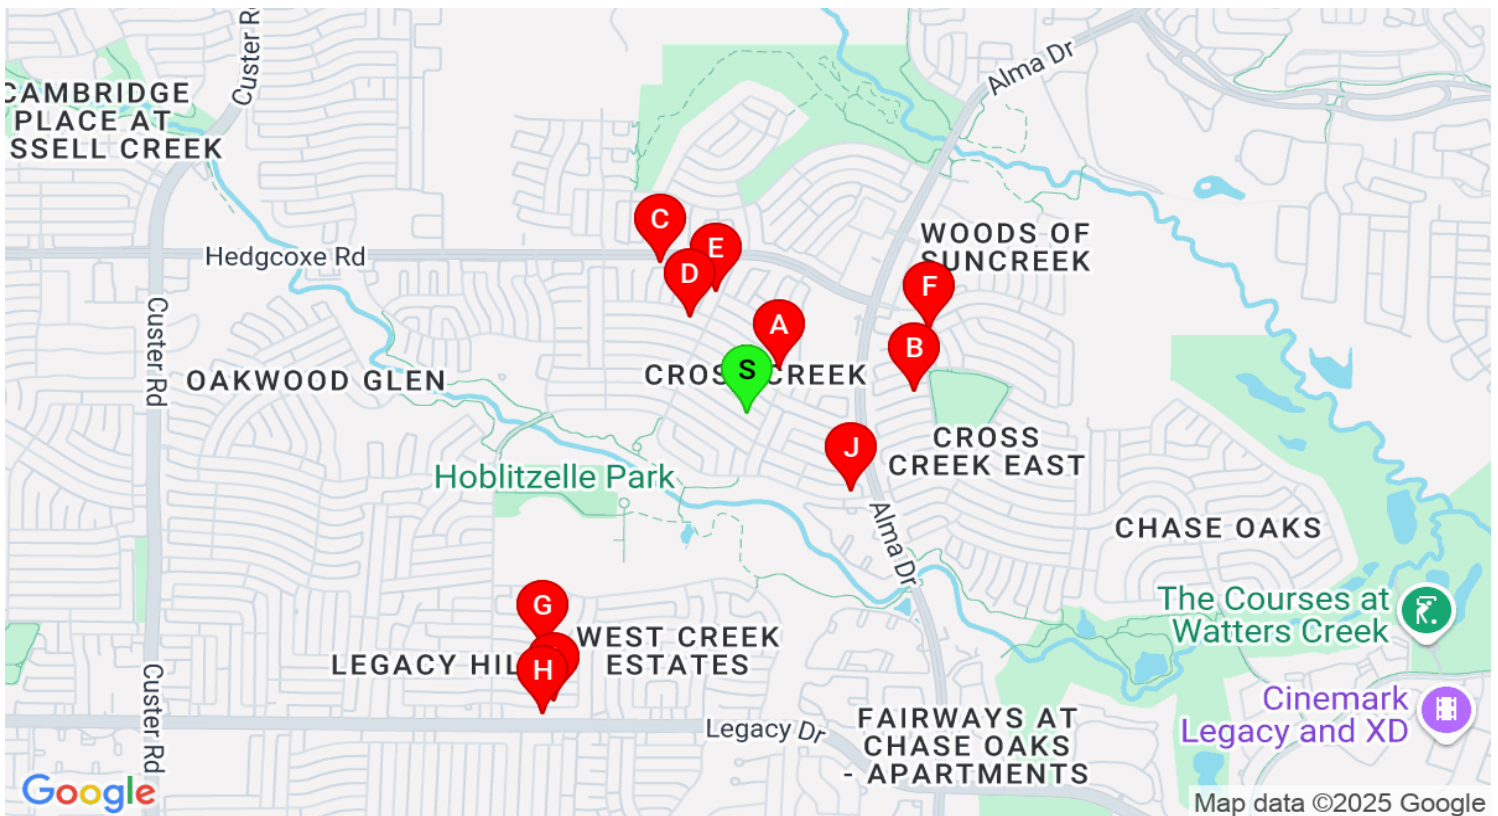 Custer R
Alma Dr
CAMBRIDGE
PLACE AT
SSELL CREEK
C
WOODS OF
SUNCREEK
E
Hedgcoxe Rd
D
F
A
Custer Rd
B
S
CROS CREEK
OAKWOOD GLEN
J
CROSS
CREEK EAST
Hoblitzelle Park
Alma Dr
CHASE OAKS
G
The Courses at
Watters Creek
WEST CREEK
ESTATES
LEGACY HIL
H
Custer Rd
Cinemark
Legacy and XD
Legacy Dr
FAIRWAYS AT
CHASE OAKS
- APARTMENTS
Google
Map data ©2025 Google